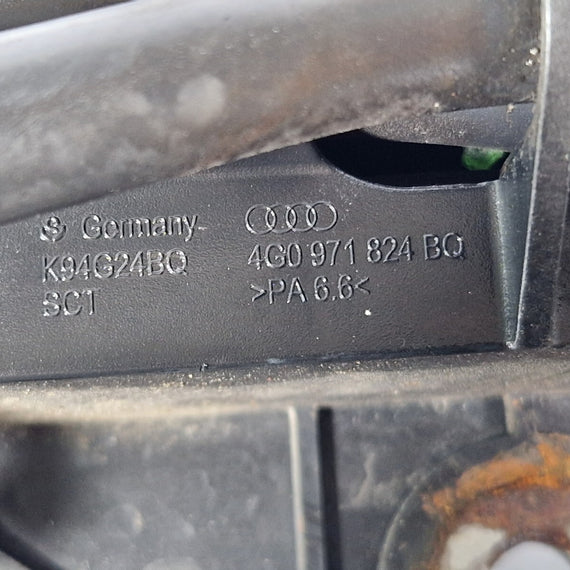 Germany
K94G24BQ
SCT
4G0 971 824 BQ
>PA 6.6<